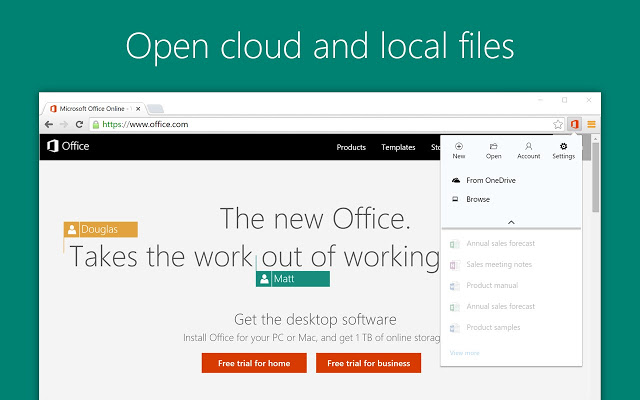 Open cloud and local files
Microsoft Office Online -
https://www.office.com
Office
Products
Templates
Sto
New
Open
Account
Settings
From OneDrive
Browse
The new Office.
Douglas
Takes the work out of working
Matt
Annual sales forecast
Sales meeting notes
Product manual
Annual sales forecast
Product samples
View more
Get the desktop software
Install Office for your PC or Mac, and get 1 TB of online storag
Free trial for home
Free trial for business